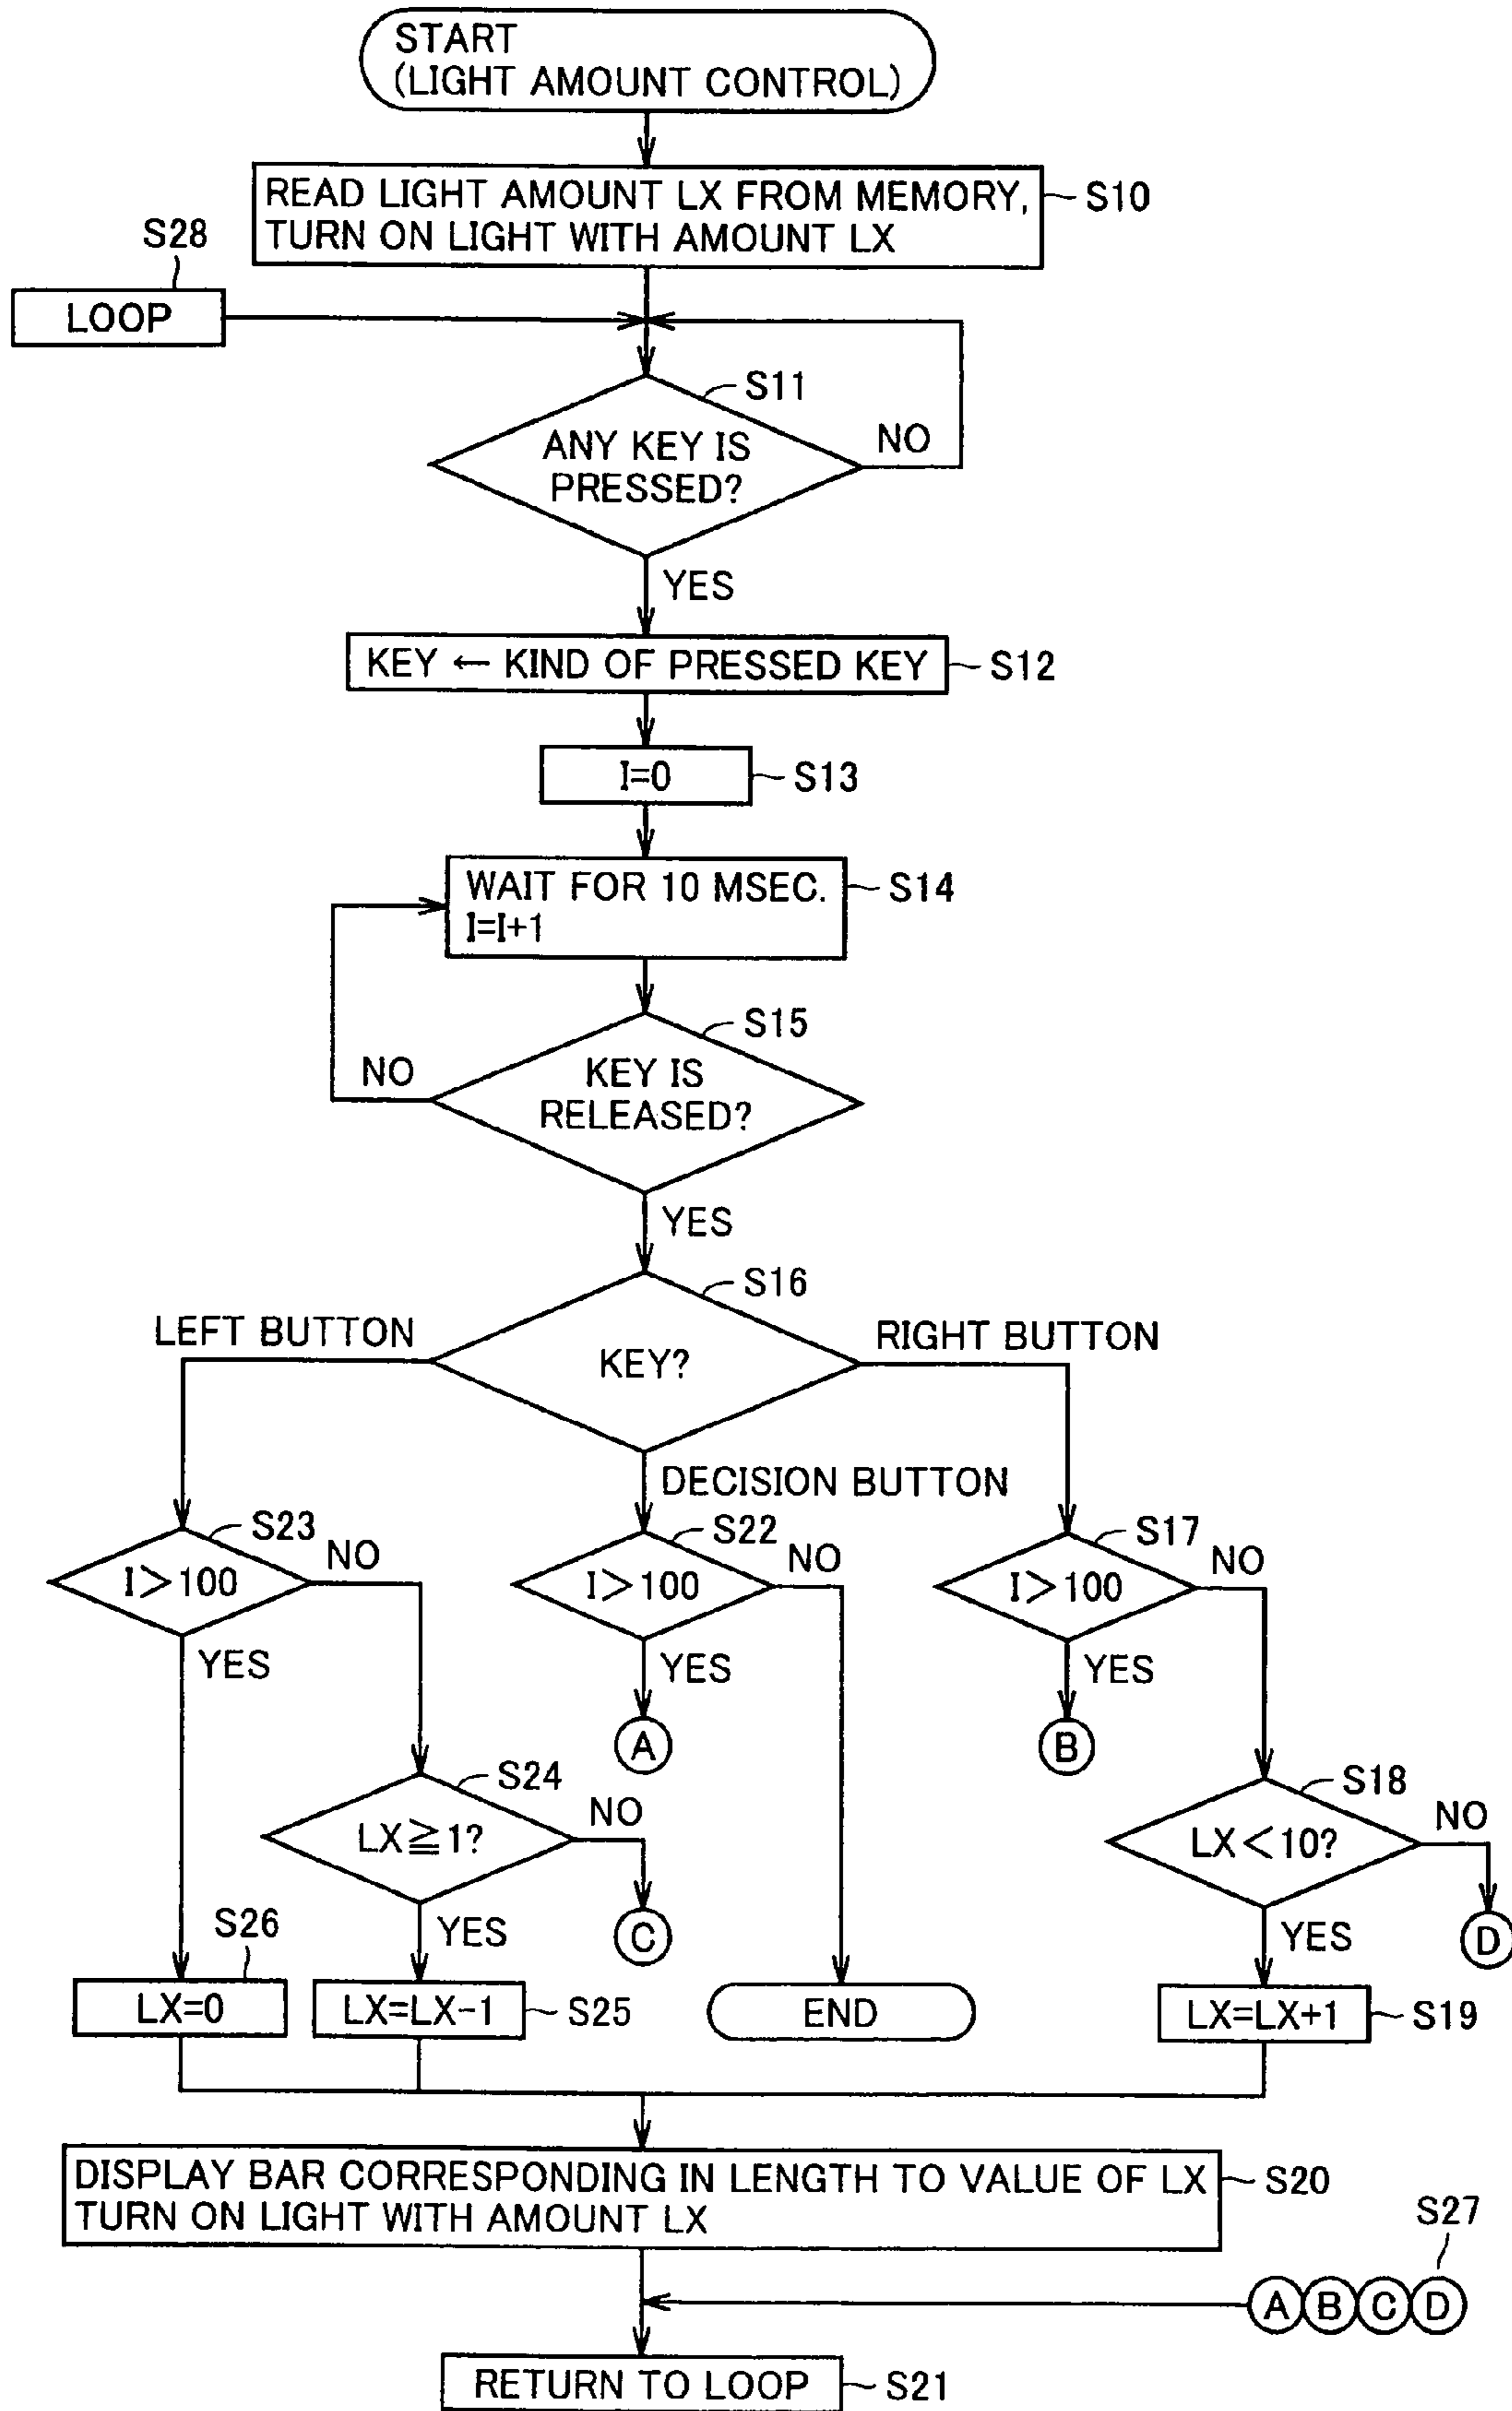 START
(LIGHT AMOUNT CONTROL)
READ LIGHT AMOUNT LX FROM MEMORY,
TURN ON LIGHT WITH AMOUNT LX
S10
S28
LOOP
S11
ANY KEY IS
PRESSED?
NO
YES
KEY ← KIND OF PRESSED KEY
S12
I=0
S13
WAIT FOR 10 MSEC.
I=I+1
S14
S15
KEY IS
RELEASED?
NO
YES
S16
KEY?
LEFT BUTTON
RIGHT BUTTON
DECISION BUTTON
S23
I>100
NO
YES
S22
I>100
NO
YES
S17
I>100
NO
YES
A
B
S24
LX≧1?
NO
YES
C
S18
LX<10?
NO
YES
D
S26
LX=0
LX=LX-1
S25
END
LX=LX+1
S19
DISPLAY BAR CORRESPONDING IN LENGTH TO VALUE OF LX
TURN ON LIGHT WITH AMOUNT LX
S20
S27
A B C D
RETURN TO LOOP
S21